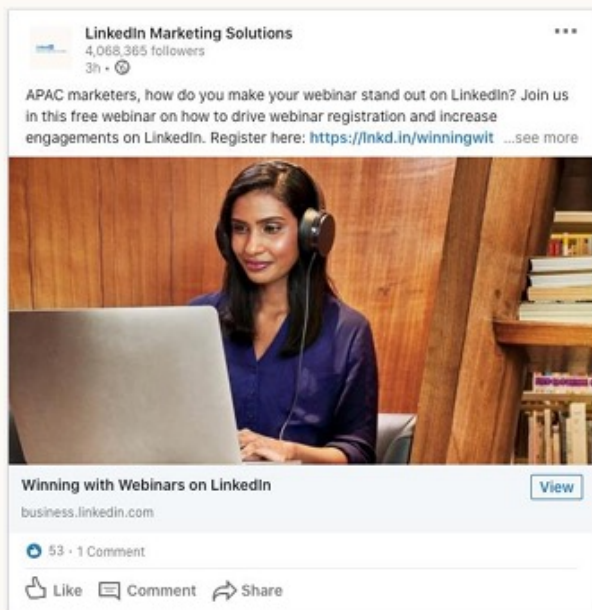 LinkedIn Marketing Solutions
4,068,365 followers
3h •
APAC marketers, how do you make your webinar stand out on LinkedIn? Join us
in this free webinar on how to drive webinar registration and increase
engagements on LinkedIn. Register here: https://lnkd.in/winningwit ...see more
Winning with Webinars on LinkedIn
View
business.linkedin.com
53 · 1 Comment
Like Comment Share